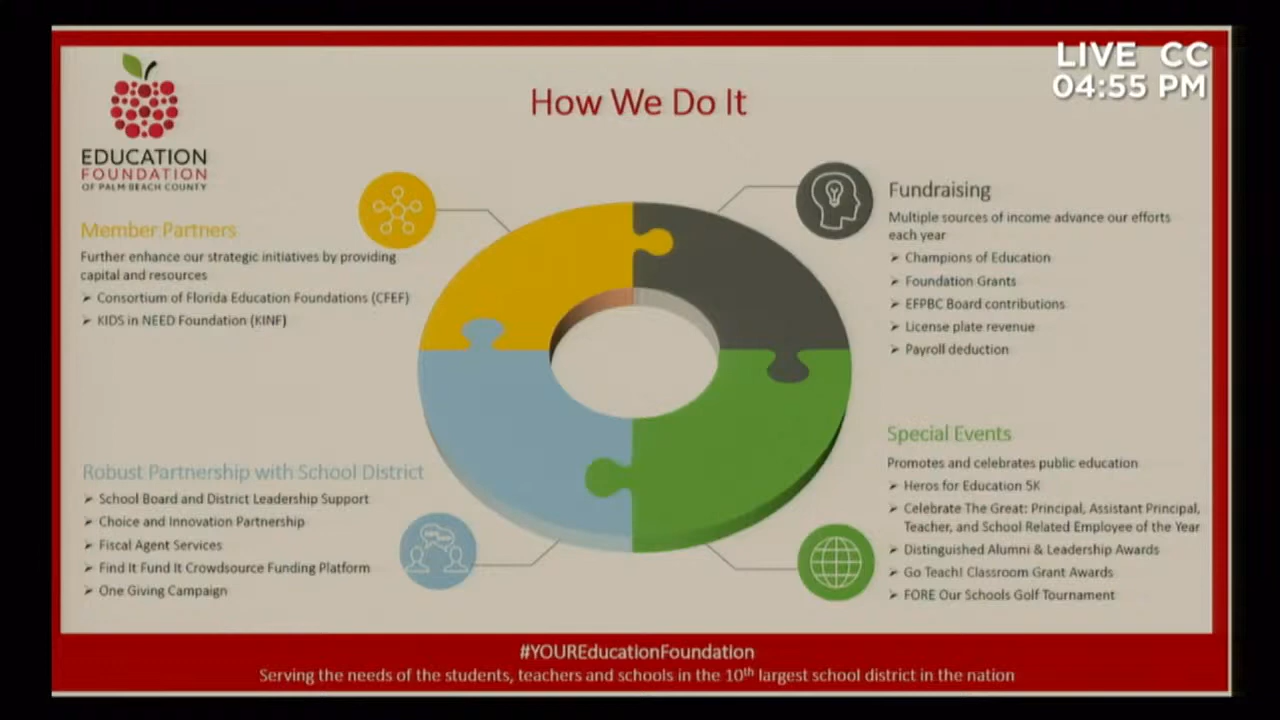 LIVE CC
04:55 PM
How We Do It
EDUCATION
FOUNDATION
OF PALM BEACH COUNTY
Member Partners
Further enhance our strategic initiatives by providing
capital and resources
➢ Consortium of Florida Education Foundations (CFEF)
➢ KIDS in NEED Foundation (KINF)
Fundraising
Multiple sources of income advance our efforts
each year
➢ Champions of Education
➢ Foundation Grants
➢ EFPBC Board contributions
➢ License plate revenue
➢ Payroll deduction
Robust Partnership with School District
➢ School Board and District Leadership Support
➢ Choice and Innovation Partnership
➢ Fiscal Agent Services
➢ Find It Fund It Crowdsource Funding Platform
➢ One Giving Campaign
Special Events
Promotes and celebrates public education
➢ Heros for Education 5K
➢ Celebrate The Great: Principal, Assistant Principal,
Teacher, and School Related Employee of the Year
➢ Distinguished Alumni & Leadership Awards
➢ Go Teach! Classroom Grant Awards
➢ FORE Our Schools Golf Tournament
#YOUREducationFoundation
Serving the needs of the students, teachers and schools in the 10th largest school district in the nation